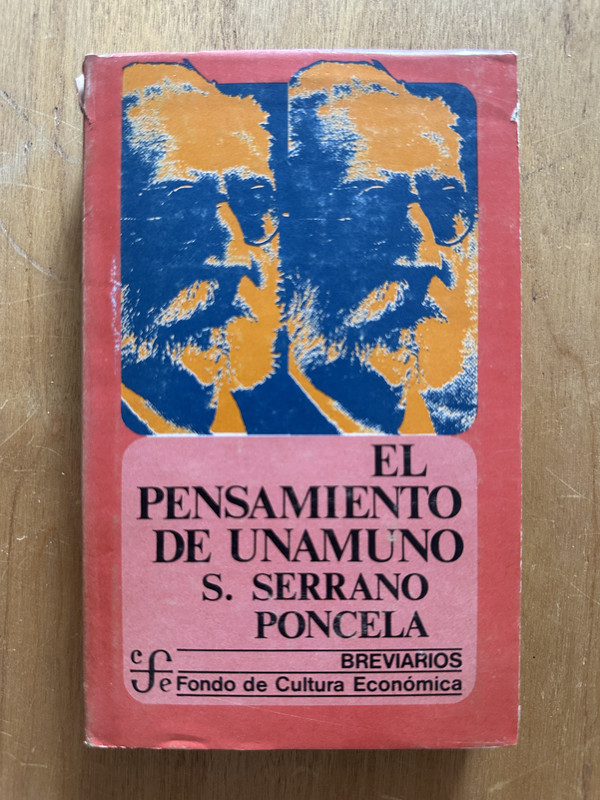 EL
PENSAMIENTO
DE UNAMUNO
S. SERRANO
PONCELA
BREVIARIOS
cfe Fondo de Cultura Económica